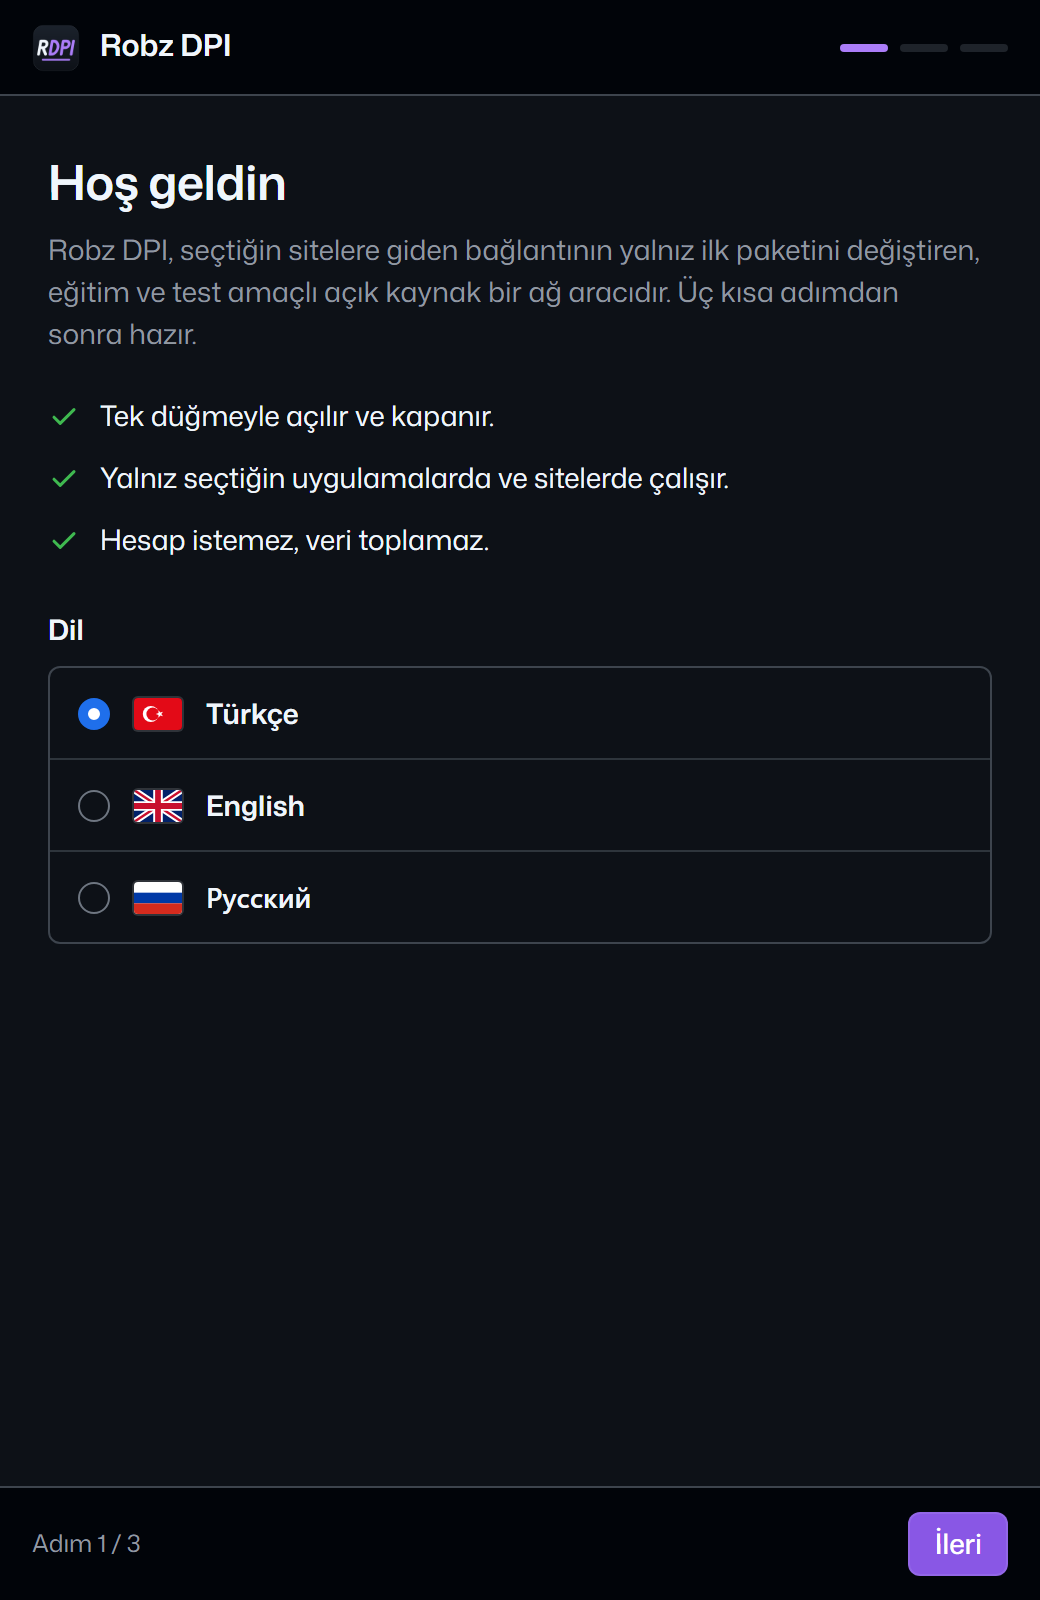 RDPI
Robz DPI
Hoş geldin
Robz DPI, seçtiğin sitelere giden bağlantının yalnız ilk paketini değiştiren,
eğitim ve test amaçlı açık kaynak bir ağ aracıdır. Üç kısa adımdan
sonra hazır.
Tek düğmeyle açılır ve kapanır.
Yalnız seçtiğin uygulamalarda ve sitelerde çalışır.
Hesap istemez, veri toplamaz.
Dil
Türkçe
English
Русский
Adım 1 / 3
İleri